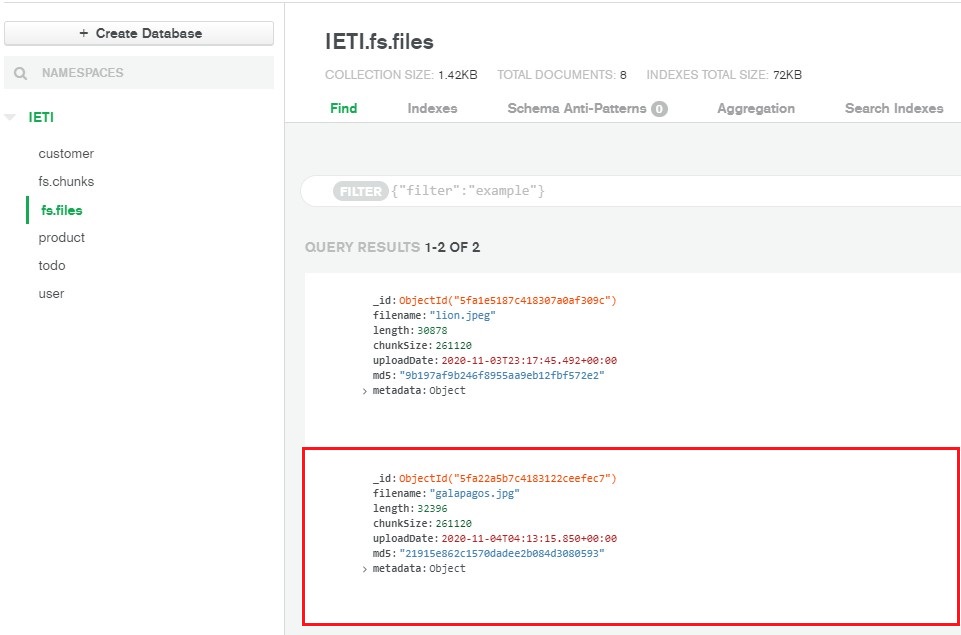 + Create Database
NAMESPACES
IETI
customer
fs.chunks
fs.files
product
todo
user
IETI.fs.files
COLLECTION SIZE: 1.42KB TOTAL DOCUMENTS: 8 INDEXES TOTAL SIZE: 72KB
Find Indexes Schema Anti-Patterns 0 Aggregation Search Indexes
FILTER {"filter":"example"}
QUERY RESULTS 1-2 OF 2
_id: ObjectId("5fa1e5187c418307a0af309c")
filename: "lion.jpeg"
length: 30878
chunkSize: 261120
uploadDate: 2020-11-03T23:17:45.492+00:00
md5: "9b197af9b246f8955aa9eb12fbf572e2"
> metadata: Object
_id: ObjectId("5fa22a5b7c4183122ceefec7")
filename: "galapagos.jpg"
length: 32396
chunkSize: 261120
uploadDate: 2020-11-04T04:13:15.850+00:00
md5: "21915e862c1570dadee2b084d3080593"
> metadata: Object